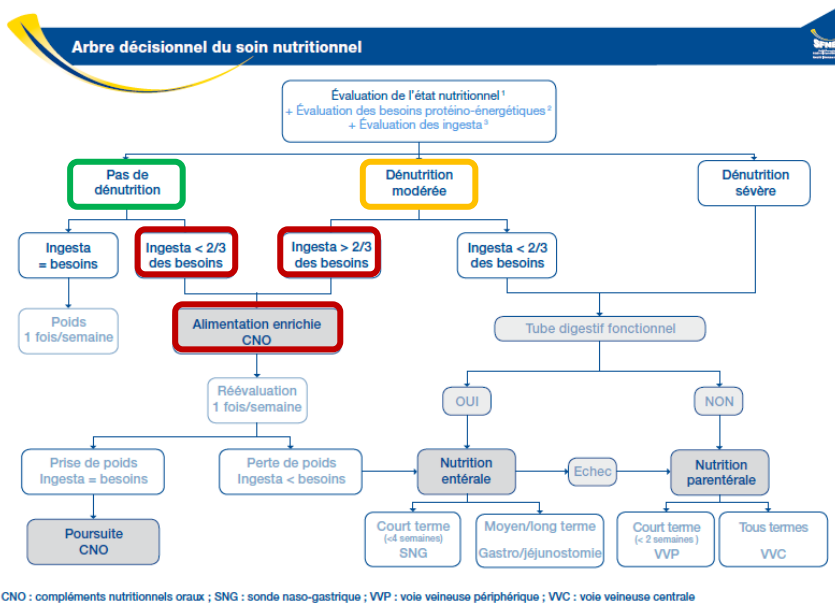 Arbre décisionnel du soin nutritionnel
SFNEP
Évaluation de l'état nutritionnel ¹
+ Évaluation des besoins protéino-énergétiques ²
+ Évaluation des ingesta ³
Pas de
dénutrition
Dénutrition
modérée
Dénutrition
sévère
Ingesta
= besoins
Ingesta < 2/3
des besoins
Ingesta > 2/3
des besoins
Ingesta < 2/3
des besoins
Poids
1 fois/semaine
Alimentation enrichie
CNO
Tube digestif fonctionnel
Réévaluation
1 fois/semaine
OUI
NON
Prise de poids
Ingesta = besoins
Perte de poids
Ingesta < besoins
Nutrition
entérale
Echec
Nutrition
parentérale
Poursuite
CNO
Court terme
(<4 semaines)
SNG
Moyen/long terme
Gastro/jéjunostomie
Court terme
(< 2 semaines )
VVP
Tous termes
VVC
CNO : compléments nutritionnels oraux ; SNG : sonde naso-gastrique ; VVP : voie veineuse périphérique ; VVC : voie veineuse centrale